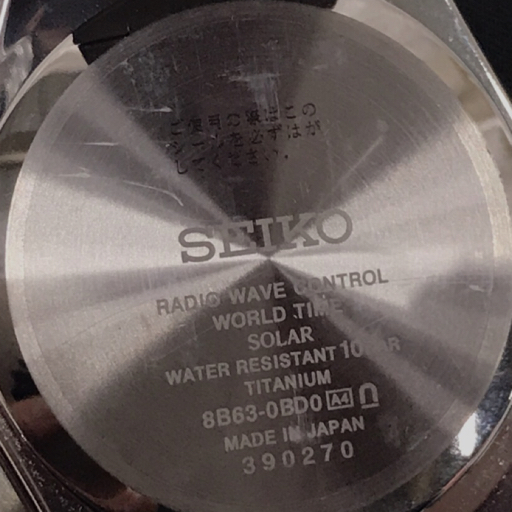 ご使用の際はこの
シールを必ずはが
してください。
SEIKO
RADIO WAVE CONTROL
WORLD TIME
SOLAR
WATER RESISTANT 10 BAR
TITANIUM
8B63-0BD0 A4
MADE IN JAPAN
390270